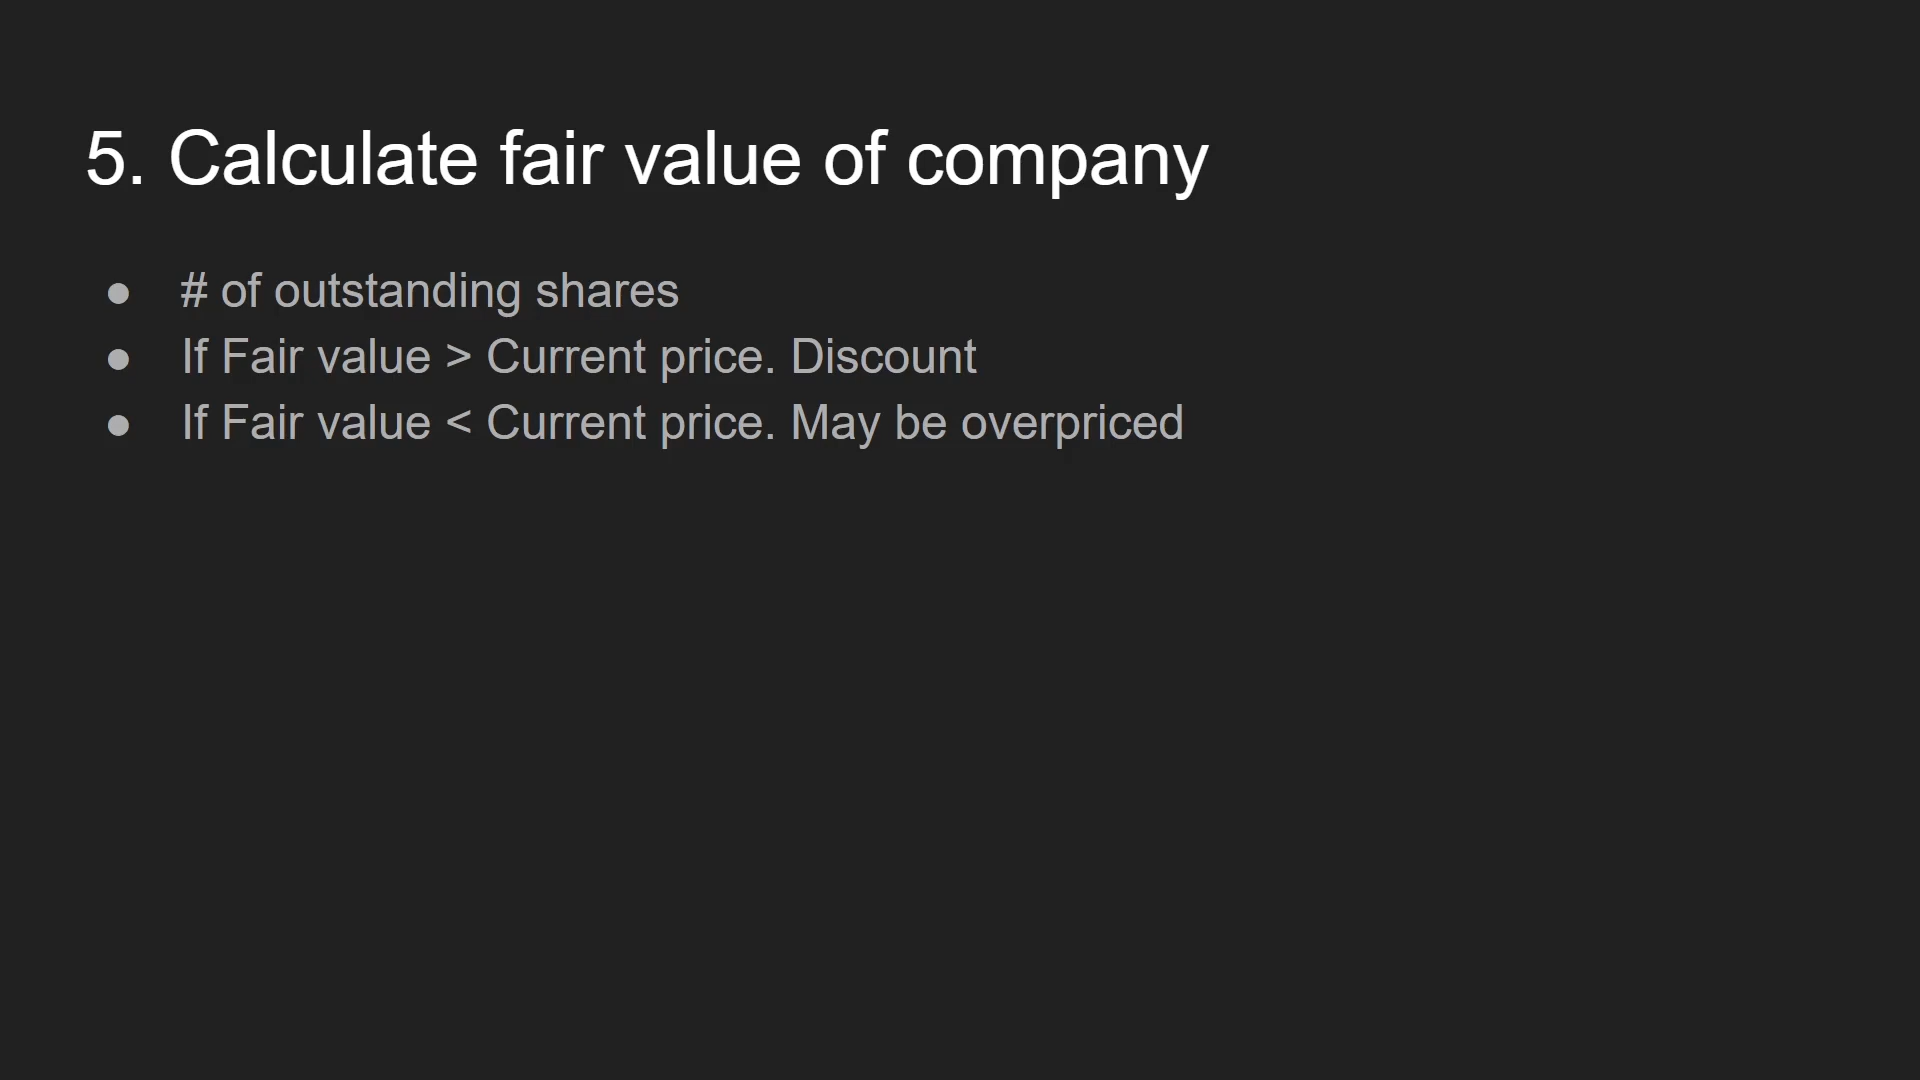 5. Calculate fair value of company
● # of outstanding shares
● If Fair value > Current price. Discount
● If Fair value < Current price. May be overpriced